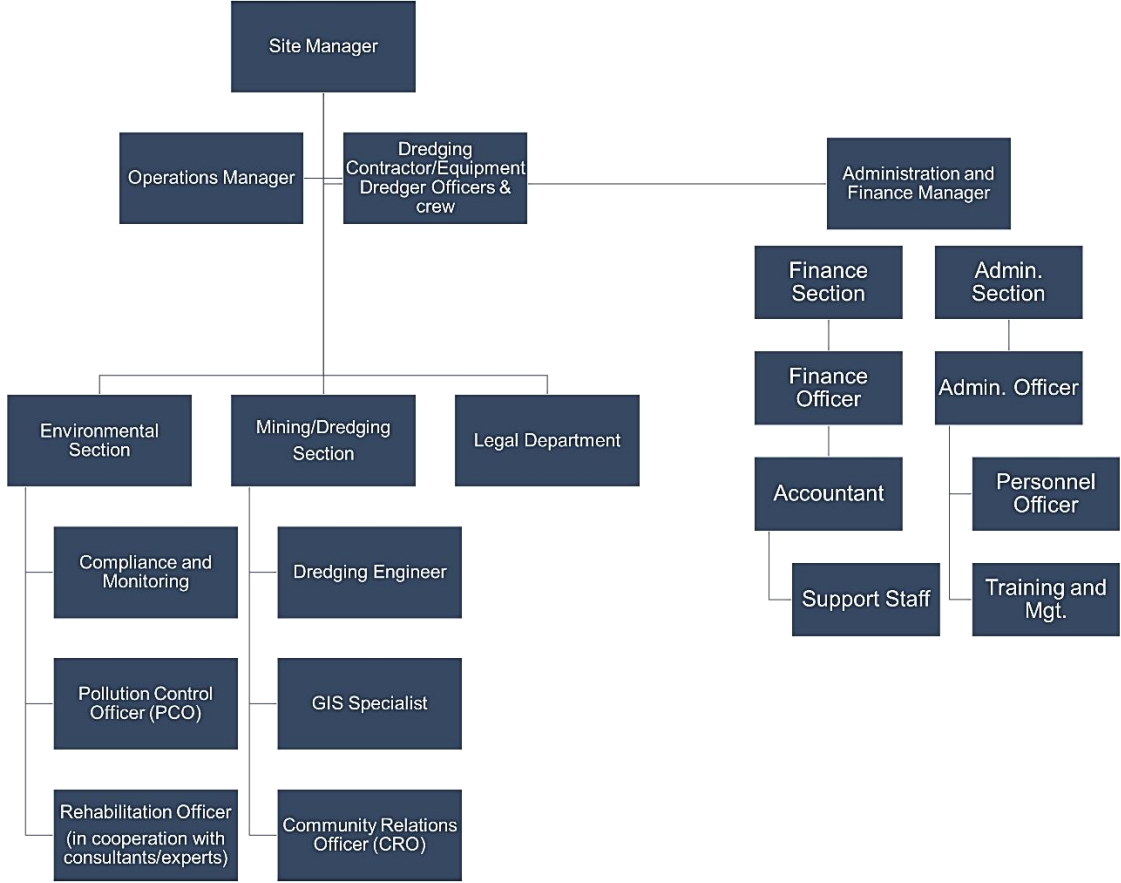 Site Manager
Operations Manager
Dredging
Contractor/Equipment
Dredger Officers &
crew
Administration and
Finance Manager
Finance
Section
Admin.
Section
Finance
Officer
Admin. Officer
Accountant
Personnel
Officer
Support Staff
Training and
Mgt.
Environmental
Section
Mining/Dredging
Section
Legal Department
Compliance and
Monitoring
Dredging Engineer
Pollution Control
Officer (PCO)
GIS Specialist
Rehabilitation Officer
(in cooperation with
consultants/experts)
Community Relations
Officer (CRO)